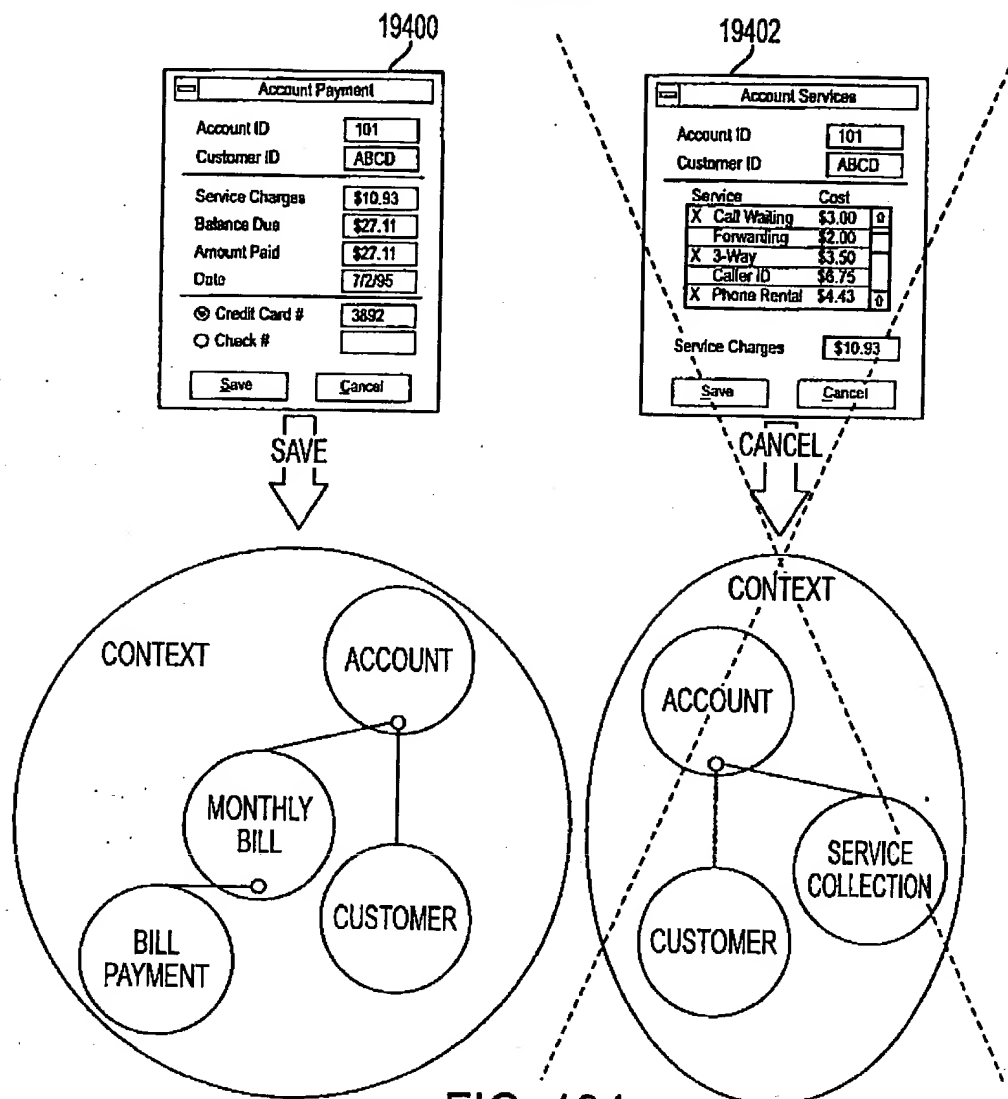 19400
Account Payment
Account ID 101
Customer ID ABCD
Service Charges $10.93
Balance Due $27.11
Amount Paid $27.11
Date 7/2/95
Credit Card # 3892
Check #
Save Cancel
SAVE
CONTEXT
ACCOUNT
MONTHLY
BILL
CUSTOMER
BILL
PAYMENT
19402
Account Services
Account ID 101
Customer ID ABCD
Service Cost
X Call Waiting $3.00
Forwarding $2.00
X 3-Way $3.50
Caller ID $6.75
X Phone Rental $4.43
Service Charges $10.93
Save Cancel
CANCEL
CONTEXT
ACCOUNT
SERVICE
COLLECTION
CUSTOMER